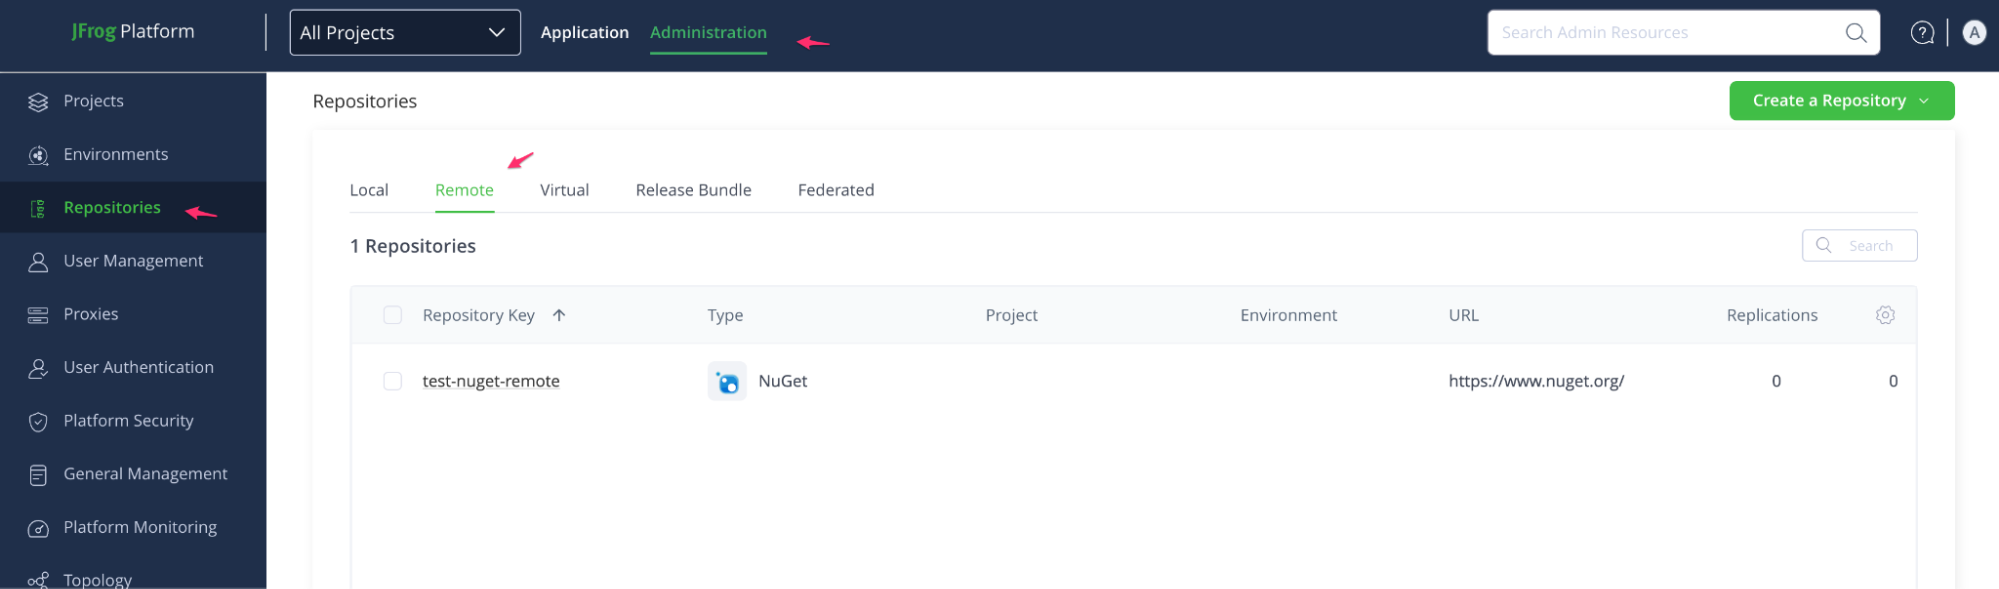 JFrog Platform
All Projects
Application
Administration
Search Admin Resources
A
Projects
Environments
Repositories
User Management
Proxies
User Authentication
Platform Security
General Management
Platform Monitoring
Topology
Repositories
Create a Repository
Local
Remote
Virtual
Release Bundle
Federated
1 Repositories
Search
Repository Key
Type
Project
Environment
URL
Replications
test-nuget-remote
NuGet
https://www.nuget.org/
0
0